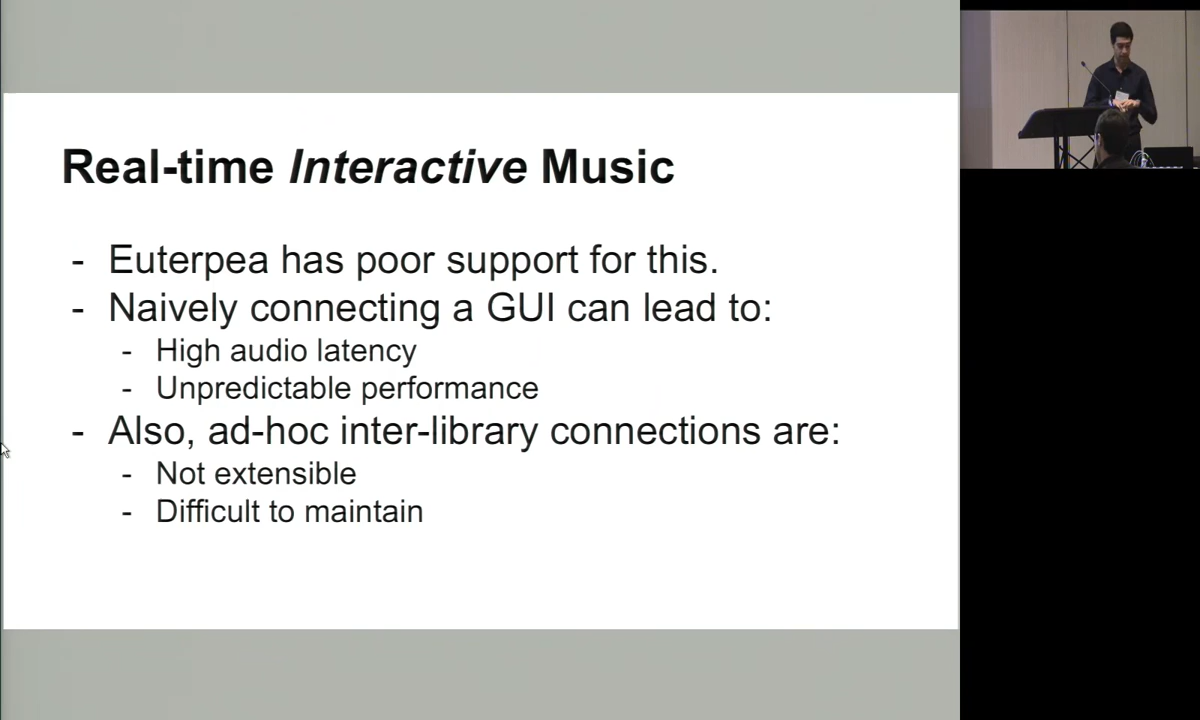 Real-time Interactive Music
- Euterpea has poor support for this.
- Naively connecting a GUI can lead to:
- High audio latency
- Unpredictable performance
- Also, ad-hoc inter-library connections are:
- Not extensible
- Difficult to maintain